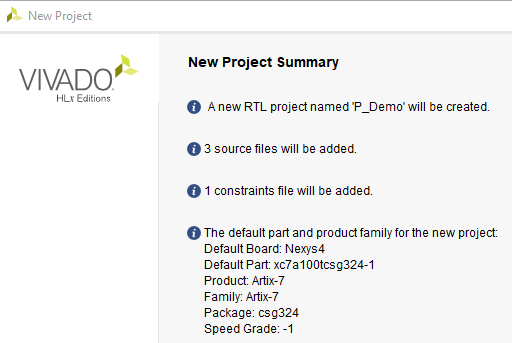 New Project
VIVADO
HLx Editions
New Project Summary
A new RTL project named 'P_Demo' will be created.
3 source files will be added.
1 constraints file will be added.
The default part and product family for the new project:
Default Board: Nexys4
Default Part: xc7a100tcsg324-1
Product: Artix-7
Family: Artix-7
Package: csg324
Speed Grade: -1